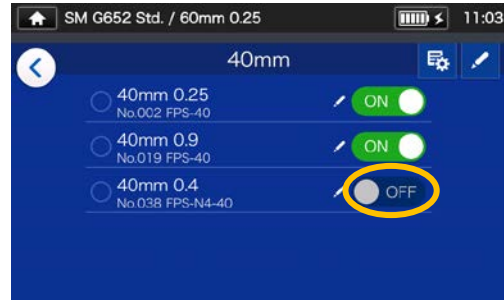 SM G652 Std. / 60mm 0.25 11:03
40mm
40mm 0.25
No.002 FPS-40
ON
40mm 0.9
No.019 FPS-40
ON
40mm 0.4
No.038 FPS-N4-40
OFF